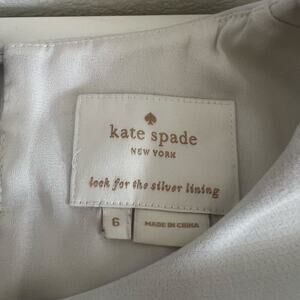 kate spade
NEW YORK
look for the silver lining
6
MADE IN CHINA